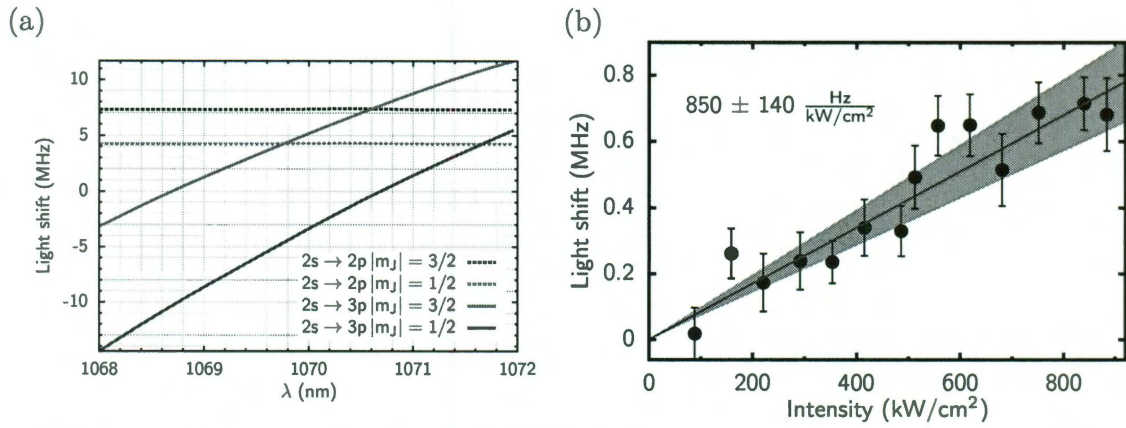 (a)
10
5
0
-5
-10
Light shift (MHz)
2s → 2p |mJ| = 3/2
2s → 2p |mJ| = 1/2
2s → 3p |mJ| = 3/2
2s → 3p |mJ| = 1/2
1068 1069 1070 1071 1072
λ (nm)
(b)
0.8
0.6
0.4
0.2
0
Light shift (MHz)
850 ± 140 Hz/kW/cm²
0 200 400 600 800
Intensity (kW/cm²)